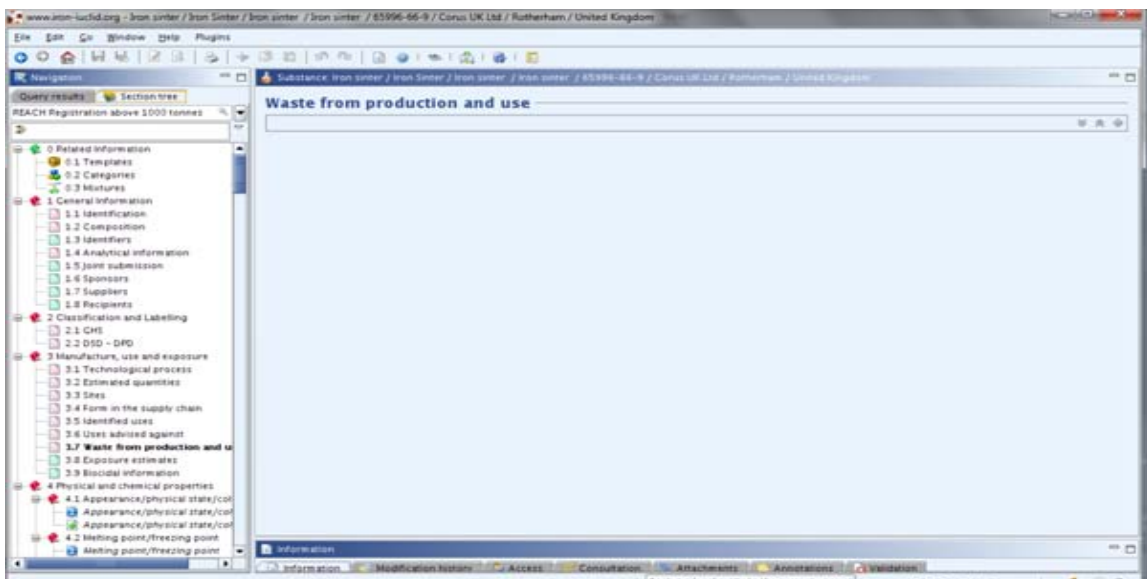 www.iron-iuclid.org - Iron sinter / Iron Sinter / Iron sinter / Iron sinter / 65996-66-9 / Corus UK Ltd / Rotherham / United Kingdom
File Edit Go Window Help Plugins
Navigation
Substance: Iron sinter / Iron Sinter / Iron sinter / Iron sinter / 65996-66-9 / Corus UK Ltd / Rotherham / United Kingdom
Query results Section tree
REACH Registration above 1000 tonnes
Waste from production and use
0 Related Information
0.1 Templates
0.2 Categories
0.3 Mixtures
1 General Information
1.1 Identification
1.2 Composition
1.3 Identifiers
1.4 Analytical information
1.5 Joint submission
1.6 Sponsors
1.7 Suppliers
1.8 Recipients
2 Classification and Labelling
2.1 GHS
2.2 DSD - DPD
3 Manufacture, use and exposure
3.1 Technological process
3.2 Estimated quantities
3.3 Sites
3.4 Form in the supply chain
3.5 Identified uses
3.6 Uses advised against
3.7 Waste from production and u
3.8 Exposure estimates
3.9 Biocidal information
4 Physical and chemical properties
4.1 Appearance/physical state/col
Appearance/physical state/col
Appearance/physical state/col
4.2 Melting point/freezing point
Melting point/freezing point
Information
Information Modification history Access Consultation Attachments Annotations Validation